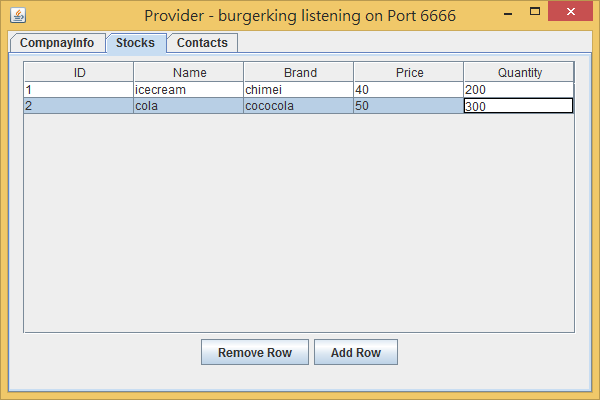 Provider - burgerking listening on Port 6666
CompnayInfo Stocks Contacts
ID Name Brand Price Quantity
1 icecream chimei 40 200
2 cola cococola 50 300
Remove Row Add Row